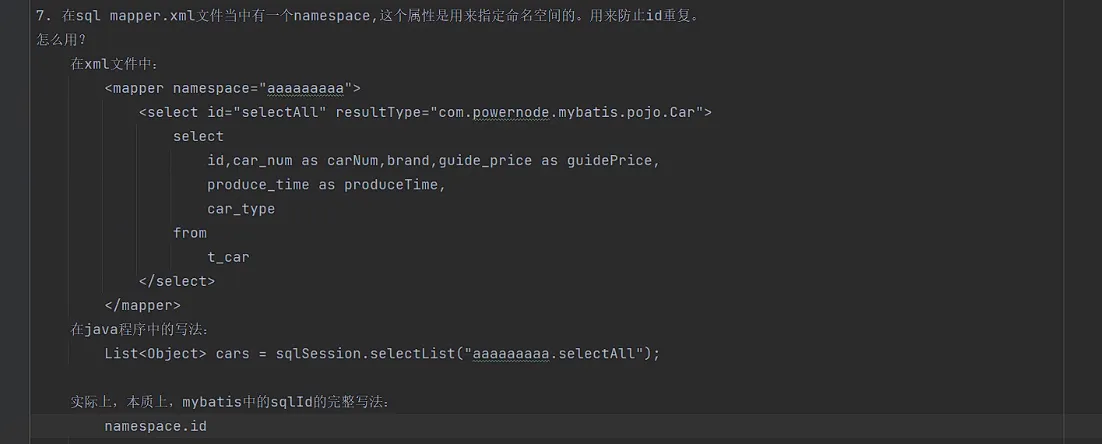 7. 在sql mapper.xml文件当中有一个namespace,这个属性是用来指定命名空间的。用来防止id重复。
怎么用?
在xml文件中:
<mapper namespace="aaaaaaaaa">
<select id="selectAll" resultType="com.powernode.mybatis.pojo.Car">
select
id,car_num as carNum,brand,guide_price as guidePrice,
produce_time as produceTime,
car_type
from
t_car
</select>
</mapper>
在java程序中的写法:
List<Object> cars = sqlSession.selectList("aaaaaaaaa.selectAll");
实际上，本质上，mybatis中的sqlId的完整写法:
namespace.id